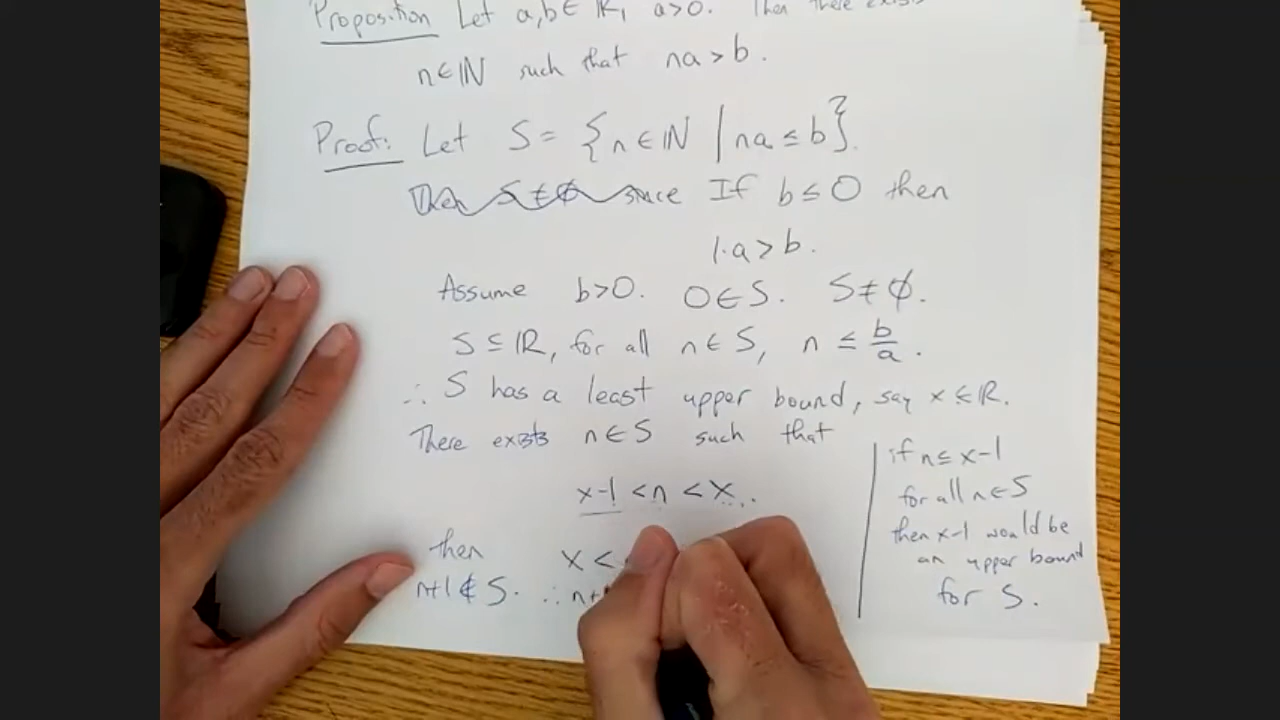 Proposition Let a,b ∈ ℝ, a>0. Then there exists
n∈ℕ such that na > b.
Proof: Let S = {n ∈ ℕ | na ≤ b}.
Then S ≠ ∅ since If b ≤ 0 then
1·a > b.
Assume b>0. 0∈S. S≠∅.
S ⊆ ℝ, for all n∈S, n ≤ b/a.
∴ S has a least upper bound, say x ∈ ℝ.
There exists n∈S such that
x-1 < n < x.
if n ≤ x-1
for all n∈S
then x-1 would be
an upper bound
for S.
then x <
n+1 ∉ S. ∴ n+